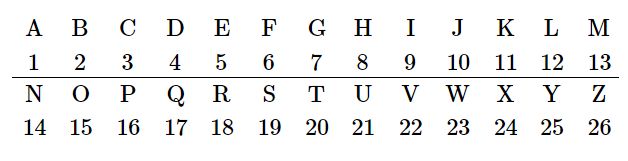 A B C D E F G H I J K L M
1 2 3 4 5 6 7 8 9 10 11 12 13
N O P Q R S T U V W X Y Z
14 15 16 17 18 19 20 21 22 23 24 25 26